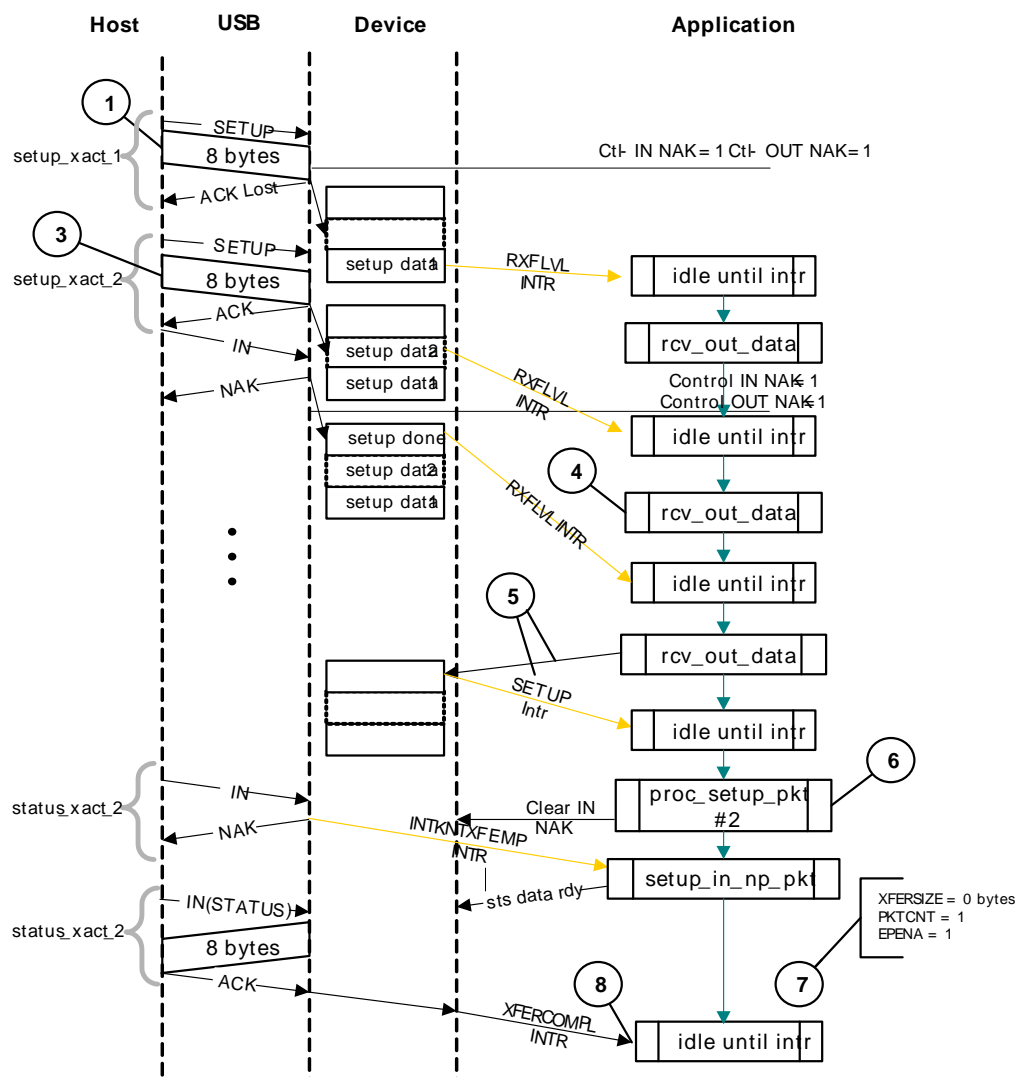 Host USB Device Application
1
SETUP
setup_xact_1
8 bytes
Ctl- IN NAK = 1 Ctl- OUT NAK= 1
ACK Lost
3
SETUP
setup_xact_2
8 bytes
setup data1
RXFLVL
INTR
idle until intr
ACK
IN
setup data2
rcv_out_data
NAK
setup data1
RXFLVL
INTR
Control IN NAK= 1
Control OUT NAK= 1
setup done
idle until intr
setup data2
4
setup data1
RXFLVL INTR
rcv_out_data
idle until intr
5
rcv_out_data
SETUP
Intr
idle until intr
6
IN
status_xact_2
NAK
Clear IN
NAK
proc_setup_pkt
#2
INTKNTXFEMP
INTR
setup_in_np_pkt
sts data rdy
IN(STATUS)
XFERSIZE = 0 bytes
PKTCNT = 1
EPENA = 1
status_xact_2
8 bytes
ACK
8
7
XFERCOMPL
INTR
idle until intr